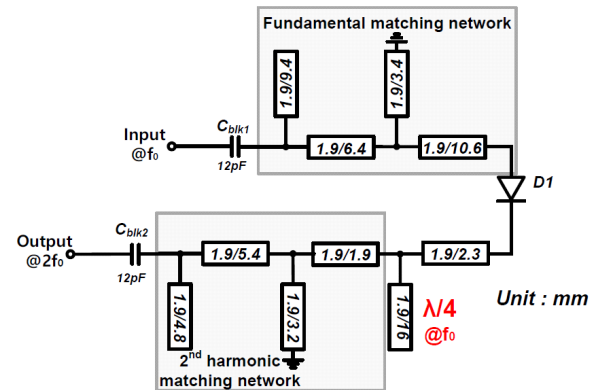 Fundamental matching network
1.9/9.4
1.9/3.4
Input
@f₀
C_blk1
12pF
1.9/6.4
1.9/10.6
D1
Output
@2f₀
C_blk2
12pF
1.9/5.4
1.9/1.9
1.9/2.3
1.9/4.8
1.9/3.2
1.9/16
λ/4
@f₀
Unit : mm
2nd harmonic
matching network